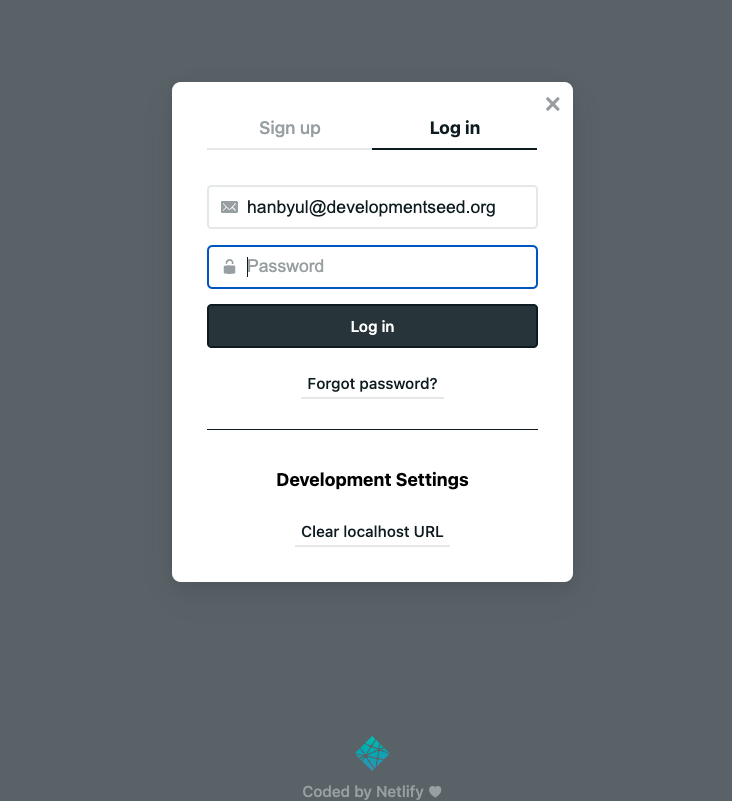 Sign up
Log in
hanbyul@developmentseed.org
Password
Log in
Forgot password?
Development Settings
Clear localhost URL
Coded by Netlify